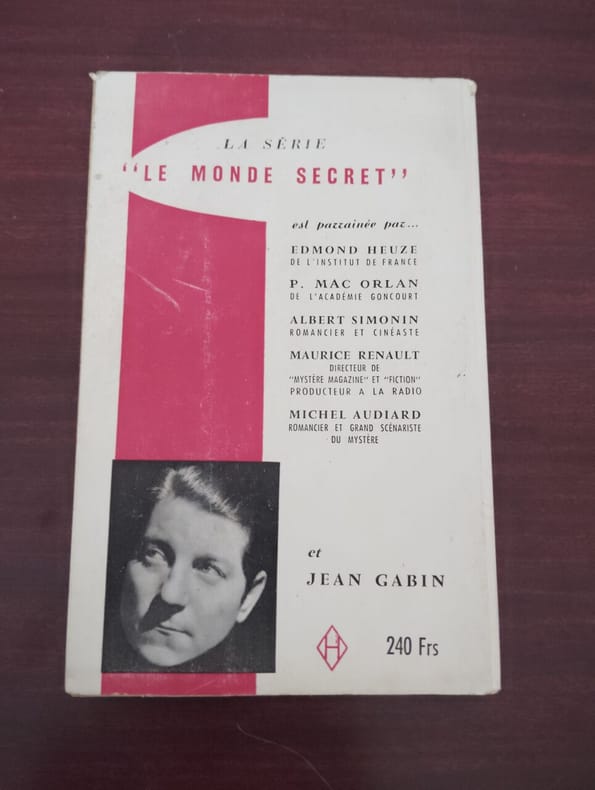 LA SÉRIE
"LE MONDE SECRET"
est parrainée par...
EDMOND HEUZE
DE L'INSTITUT DE FRANCE
P. MAC ORLAN
DE L'ACADÉMIE GONCOURT
ALBERT SIMONIN
ROMANCIER ET CINÉASTE
MAURICE RENAULT
DIRECTEUR DE
"MYSTÈRE MAGAZINE" ET "FICTION"
PRODUCTEUR A LA RADIO
MICHEL AUDIARD
ROMANCIER ET GRAND SCÉNARISTE
DU MYSTÈRE
et
JEAN GABIN
H
240 Frs